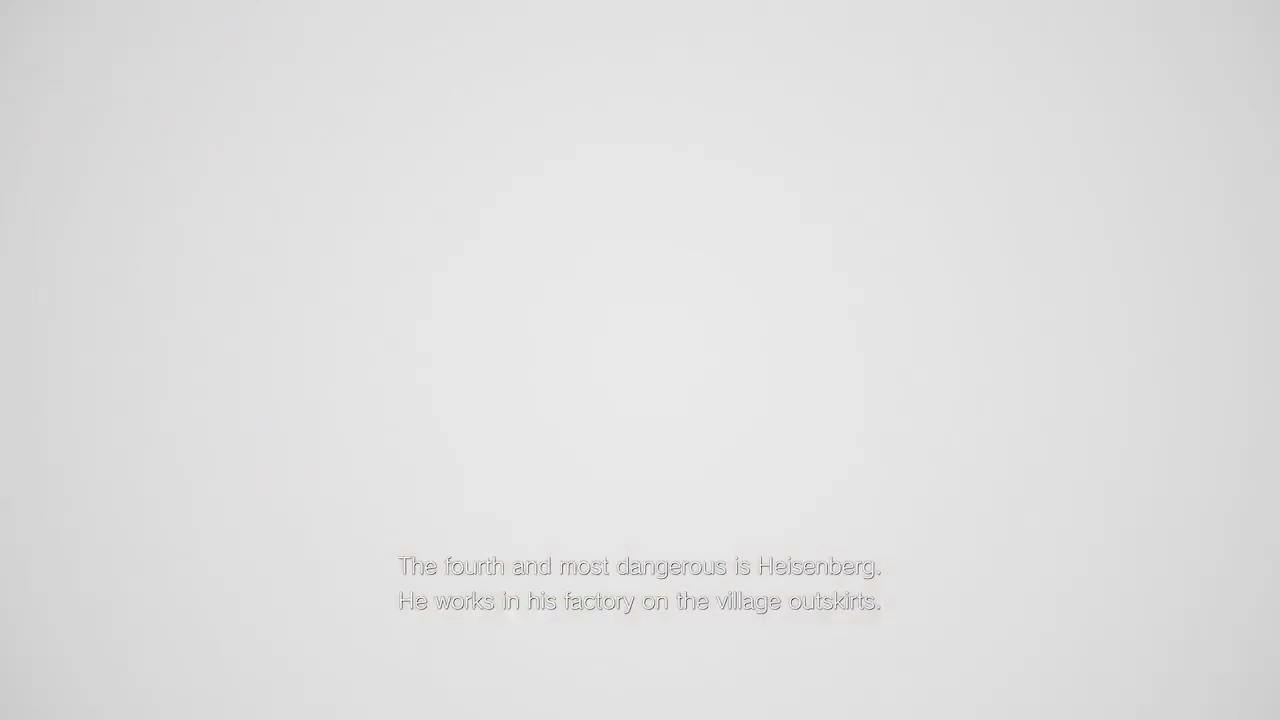 The fourth and most dangerous is Heisenberg.
He works in his factory on the village outskirts.